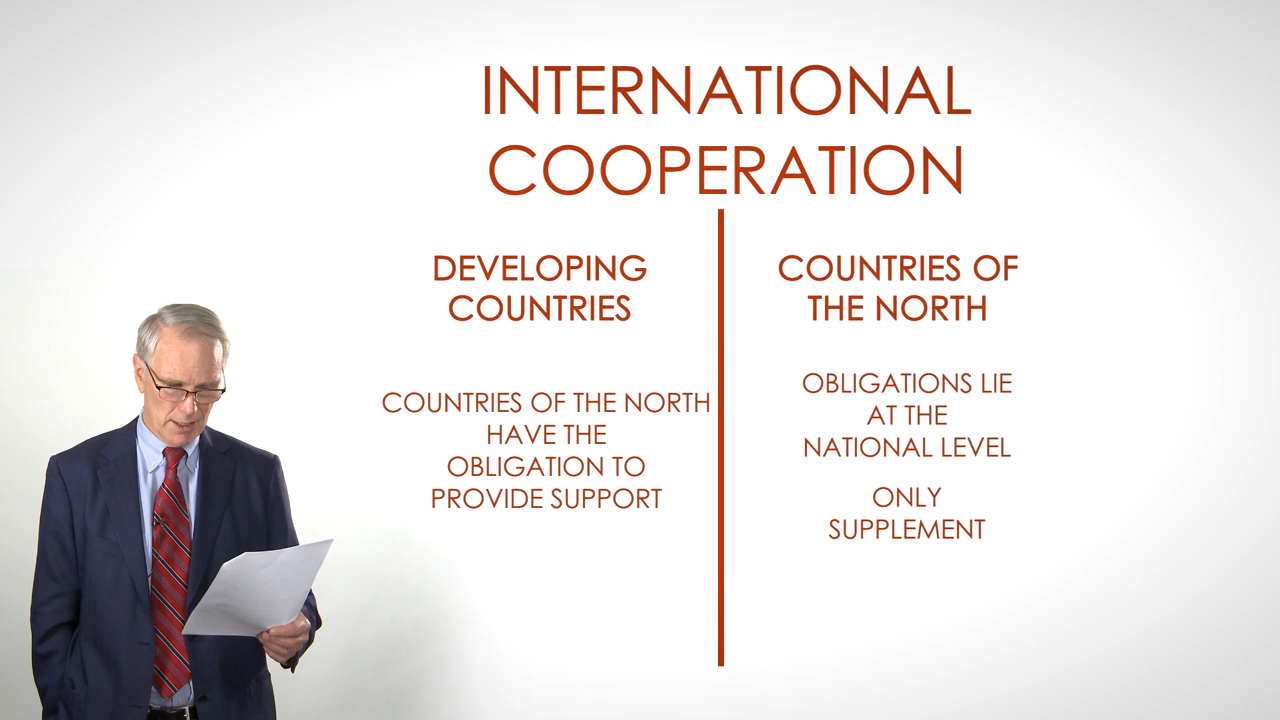 INTERNATIONAL
COOPERATION
DEVELOPING
COUNTRIES
COUNTRIES OF THE NORTH
HAVE THE
OBLIGATION TO
PROVIDE SUPPORT
COUNTRIES OF
THE NORTH
OBLIGATIONS LIE
AT THE
NATIONAL LEVEL
ONLY
SUPPLEMENT